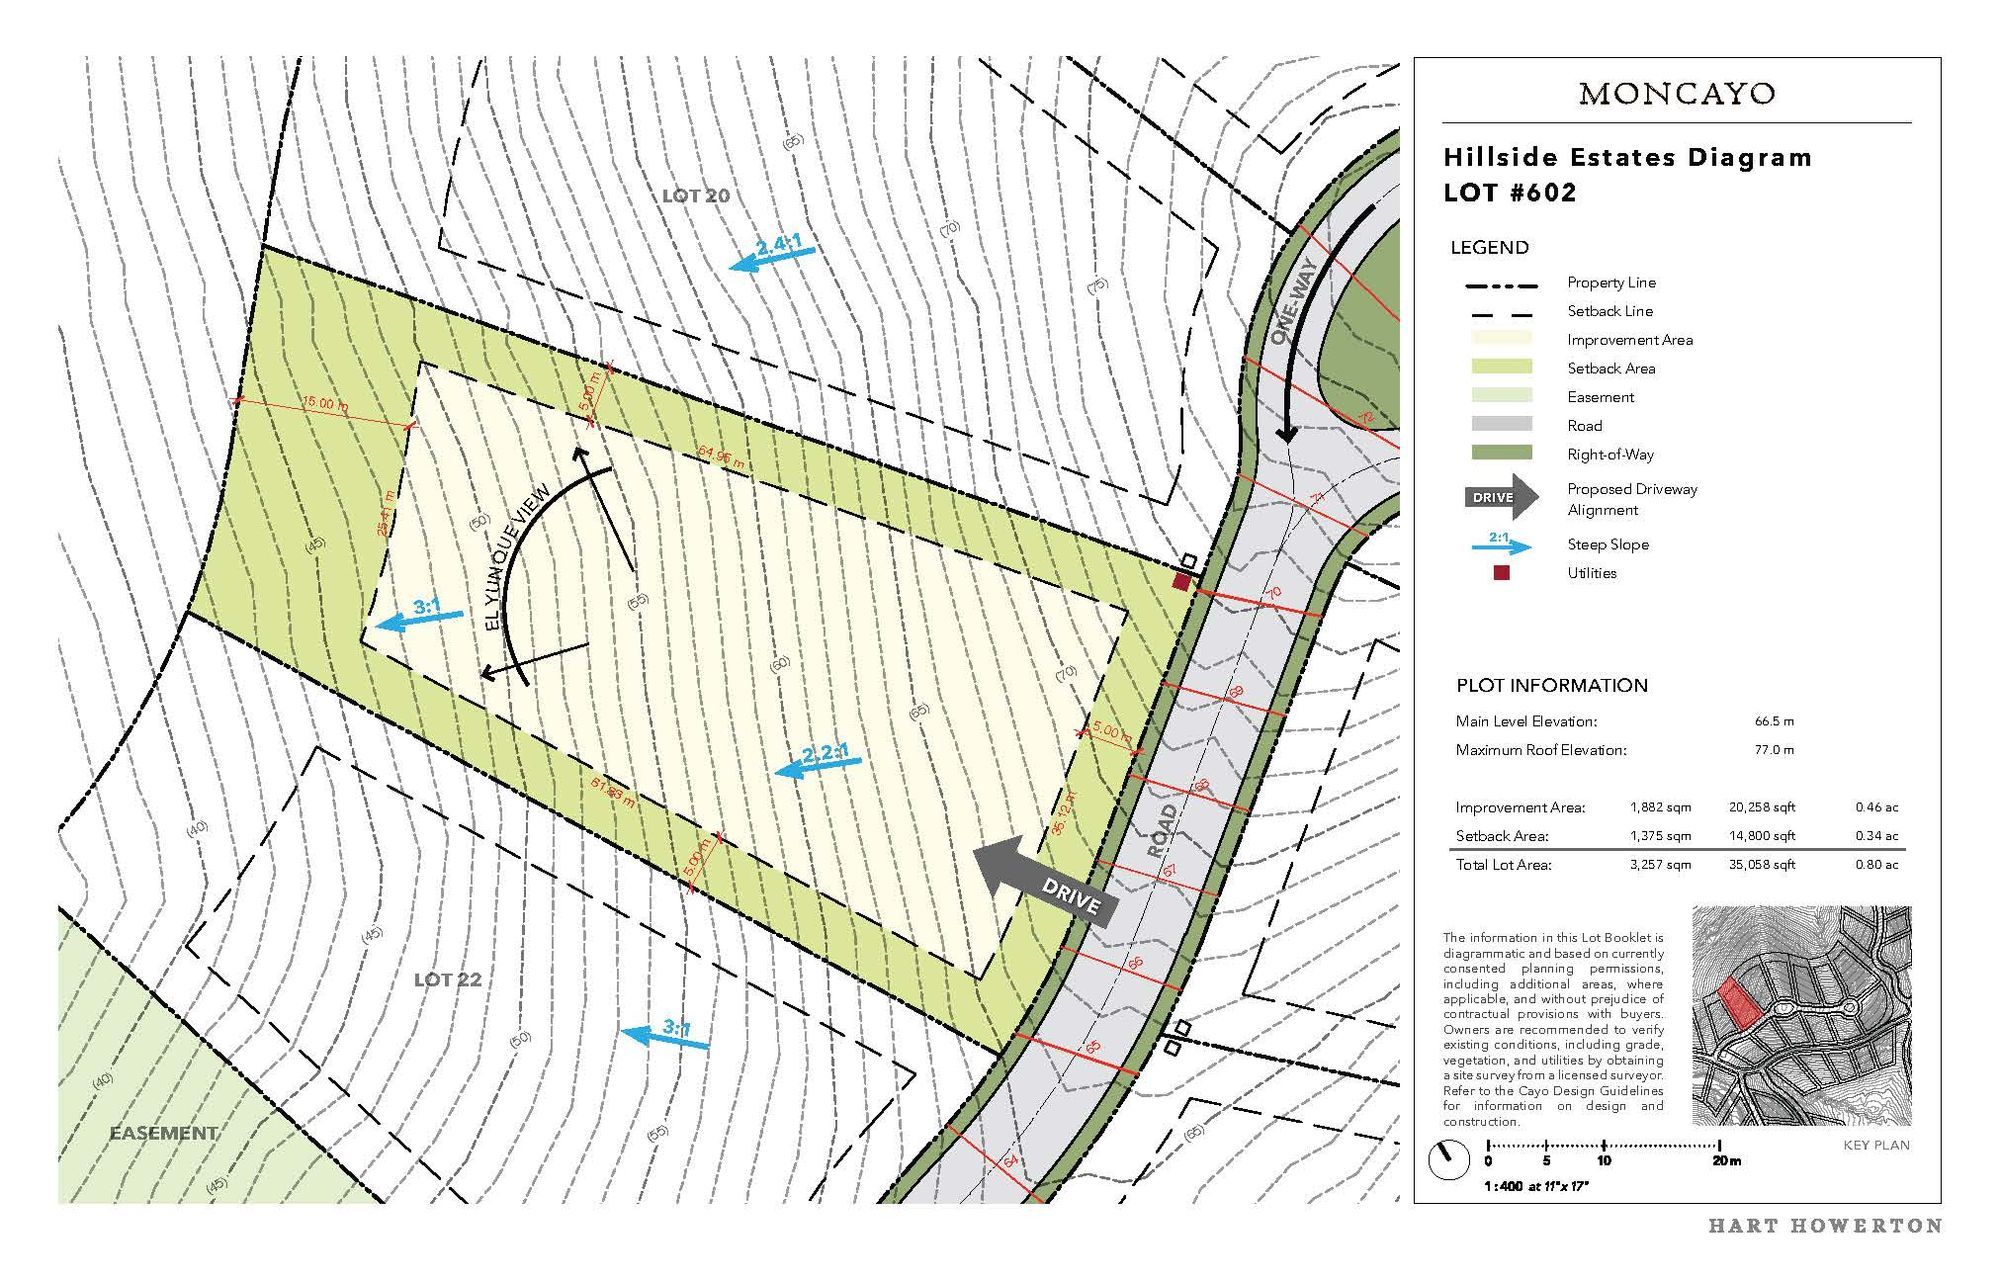 MONCAYO
Hillside Estates Diagram
LOT #602
LEGEND
Property Line
Setback Line
Improvement Area
Setback Area
Easement
Road
Right-of-Way
DRIVE
Proposed Driveway
Alignment
2:1
Steep Slope
Utilities
PLOT INFORMATION
Main Level Elevation: 66.5 m
Maximum Roof Elevation: 77.0 m
Improvement Area: 1,882 sqm 20,258 sqft 0.46 ac
Setback Area: 1,375 sqm 14,800 sqft 0.34 ac
Total Lot Area: 3,257 sqm 35,058 sqft 0.80 ac
The information in this Lot Booklet is
diagrammatic and based on currently
consented planning permissions,
including additional areas, where
applicable, and without prejudice of
contractual provisions with buyers.
Owners are recommended to verify
existing conditions, including grade,
vegetation, and utilities by obtaining
a site survey from a licensed surveyor.
Refer to the Cayo Design Guidelines
for information on design and
construction.
KEY PLAN
0 5 10 20m
1:400 at 11"x 17"
HART HOWERTON
(65)
LOT 20
(70)
2.4:1
(75)
ONE-WAY
15.00 m
5.00 m
72
64.95 m
71
(50)
EL YUNQUE VIEW
(45)
(55)
3:1
70
(60)
(70)
69
(65)
5.00 m
2.2:1
68
35.12 m
ROAD
(40)
5.00 m
67
DRIVE
(45)
66
LOT 22
3:1
(50)
65
(40)
EASEMENT
(55)
(65)
64
(45)